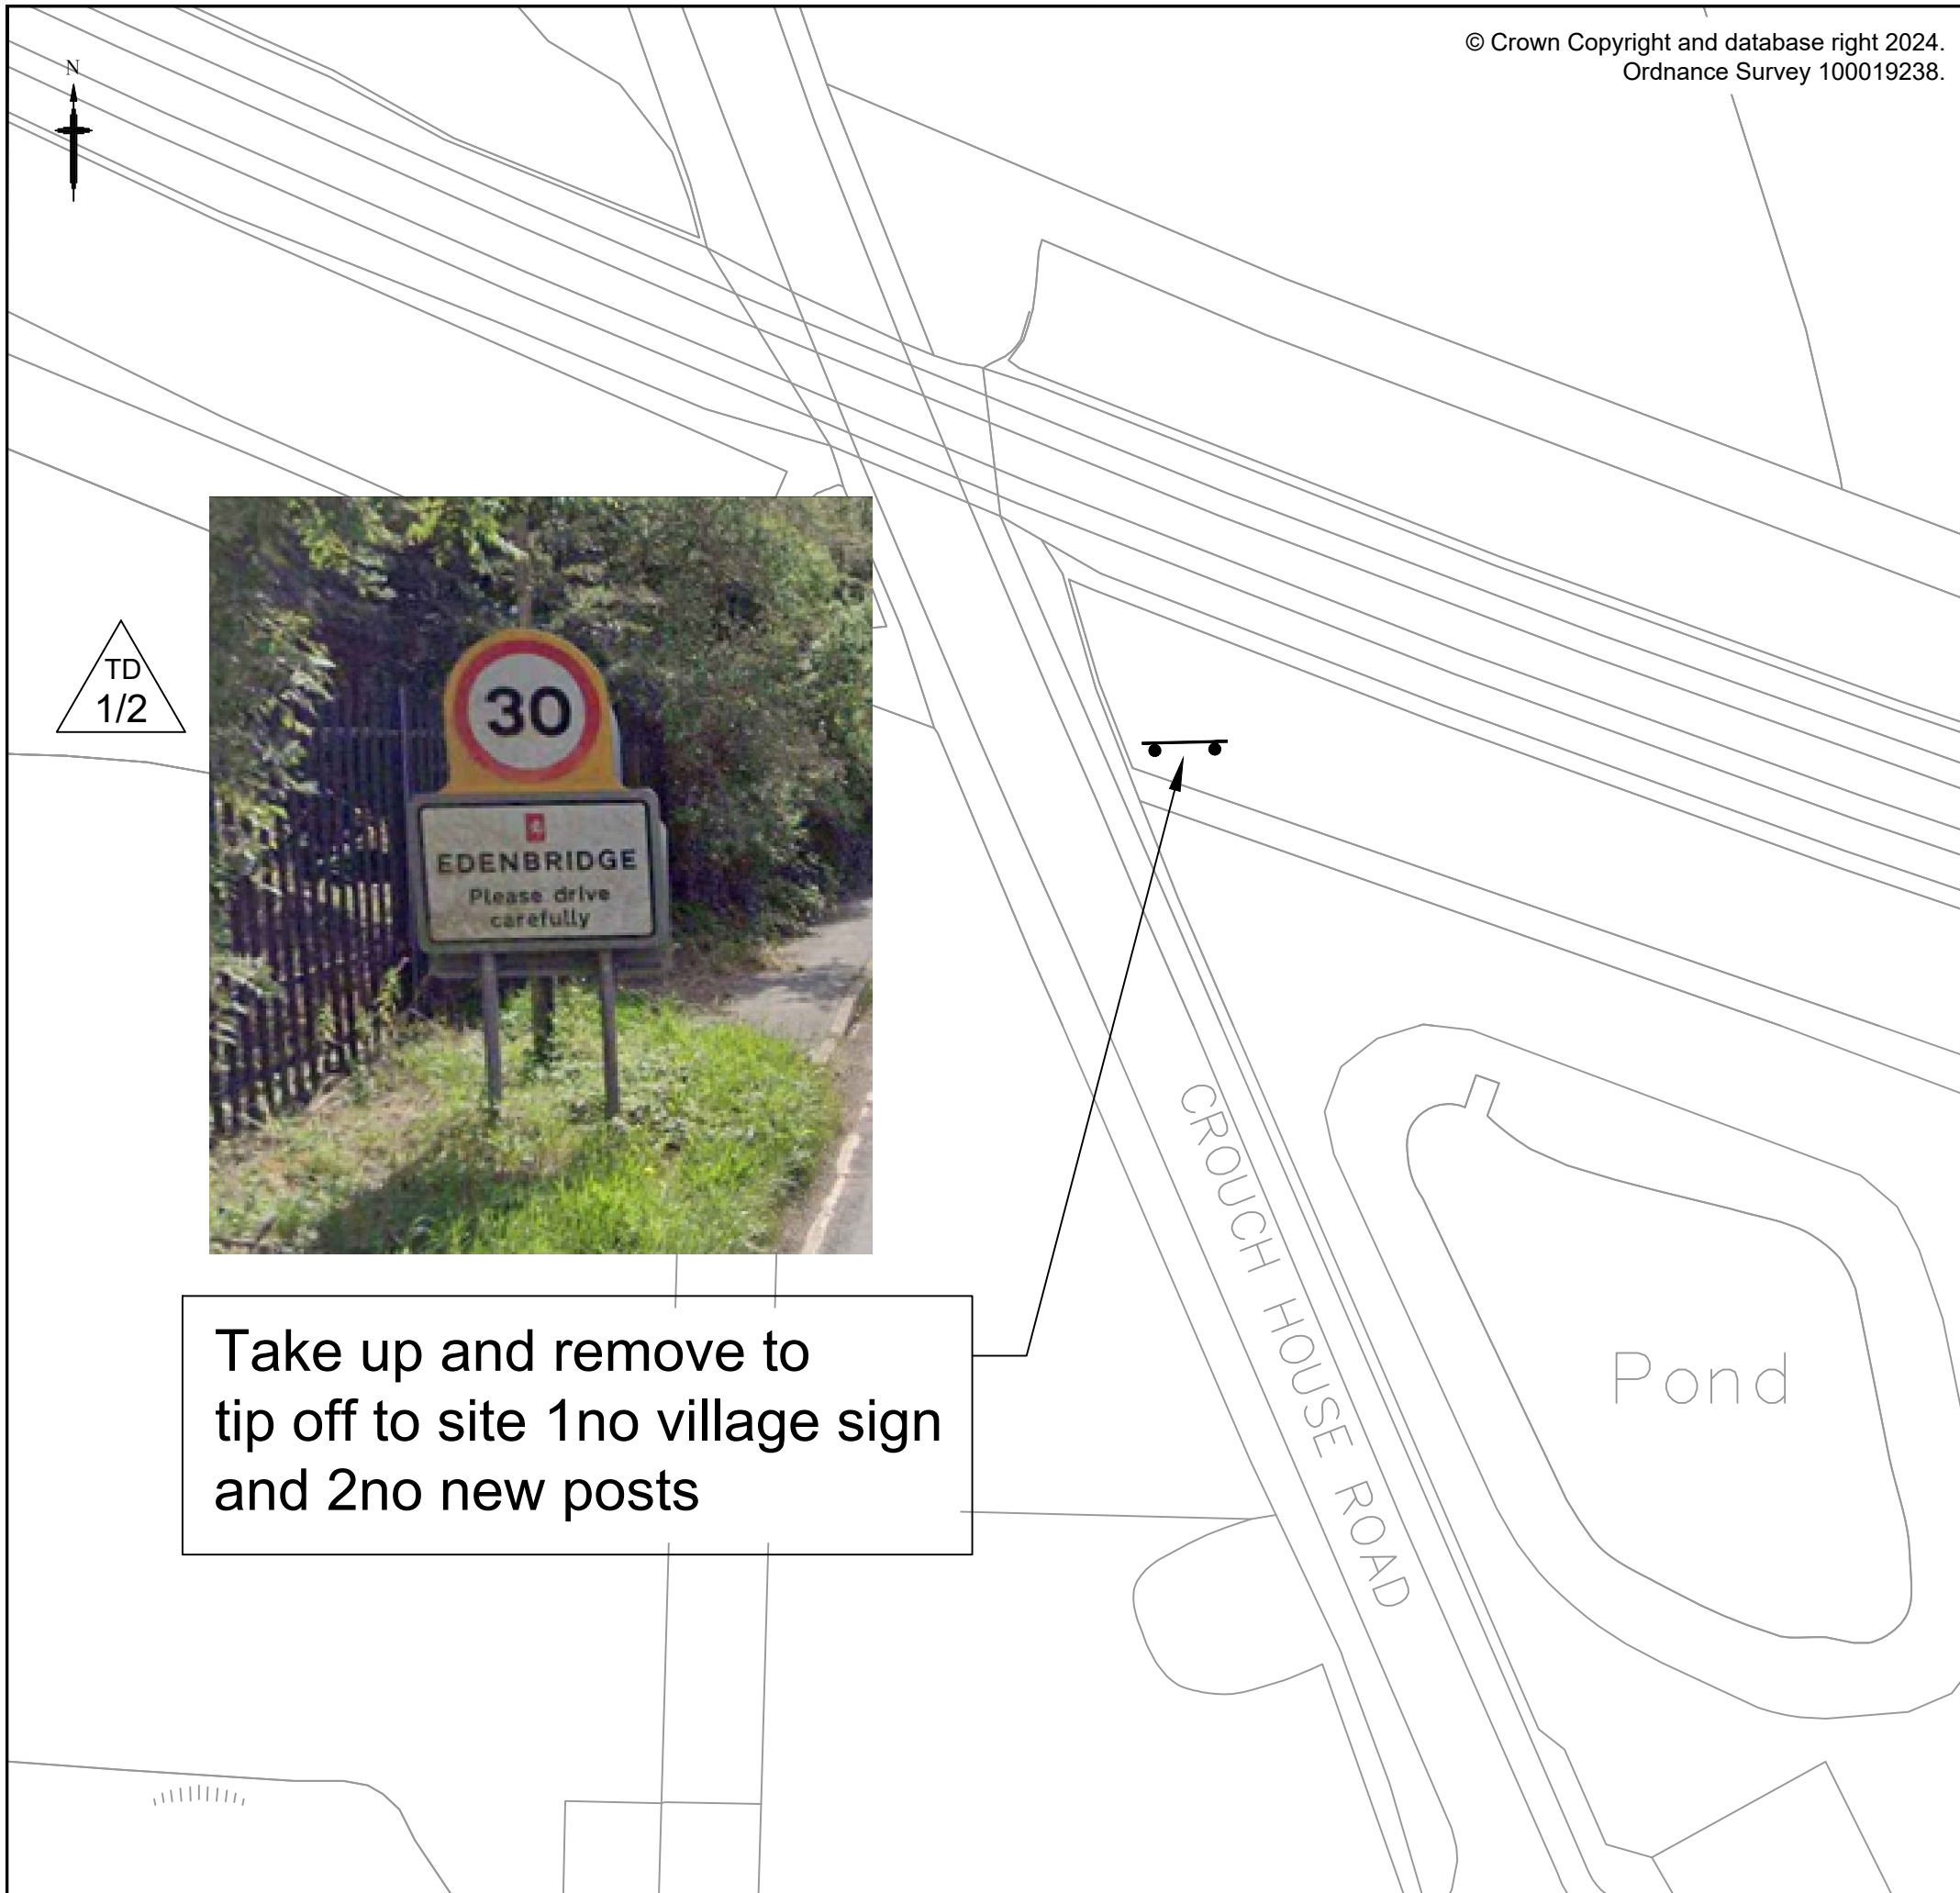 © Crown Copyright and database right 2024.
Ordnance Survey 100019238.
N
TD
1/2
30
EDENBRIDGE
Please drive
carefully
CROUCH HOUSE ROAD
Take up and remove to
tip off to site 1no village sign
and 2no new posts
Pond